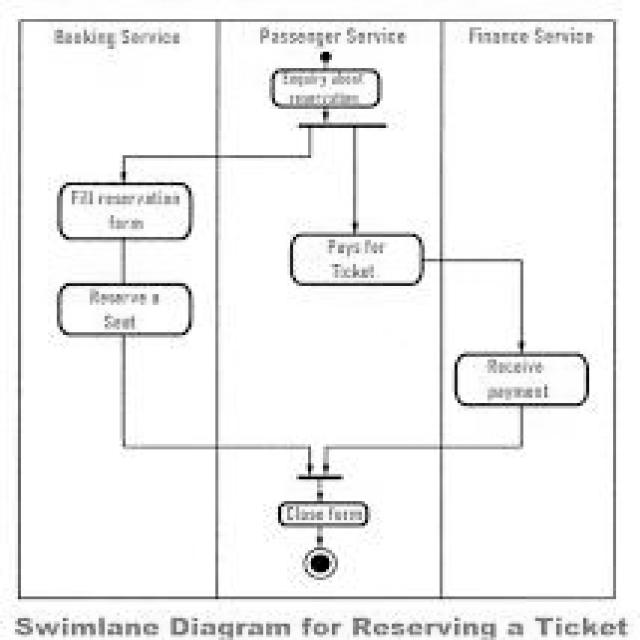 Booking Service
Passenger Service
Finance Service
Enquiry about
reservation
Fill reservation
form
Pays for
Ticket
Reserve a
Seat
Receive
payment
Close form
Swimlane Diagram for Reserving a Ticket